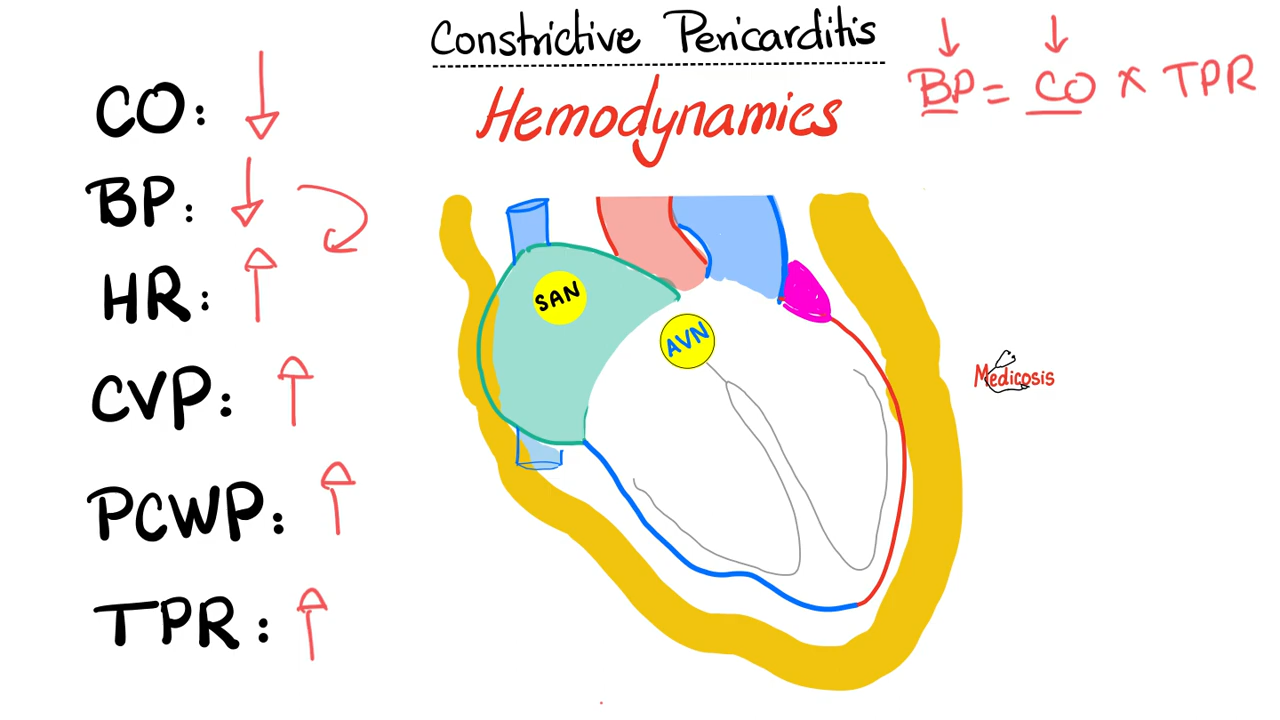 Constrictive Pericarditis
Hemodynamics
BP = CO × TPR
CO: ↓
BP: ↓
HR: ↑
CVP: ↑
PCWP: ↑
TPR: ↑
SAN
AVN
Medicosis